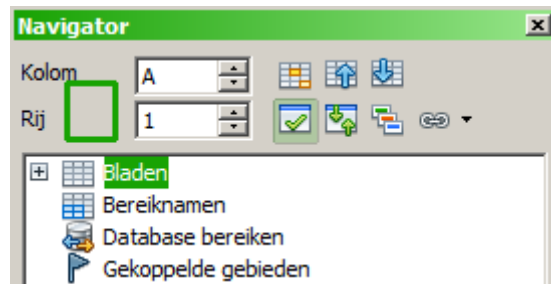 Navigator
Kolom A
Rij 1
Bladen
Bereiknamen
Database bereiken
Gekoppelde gebieden